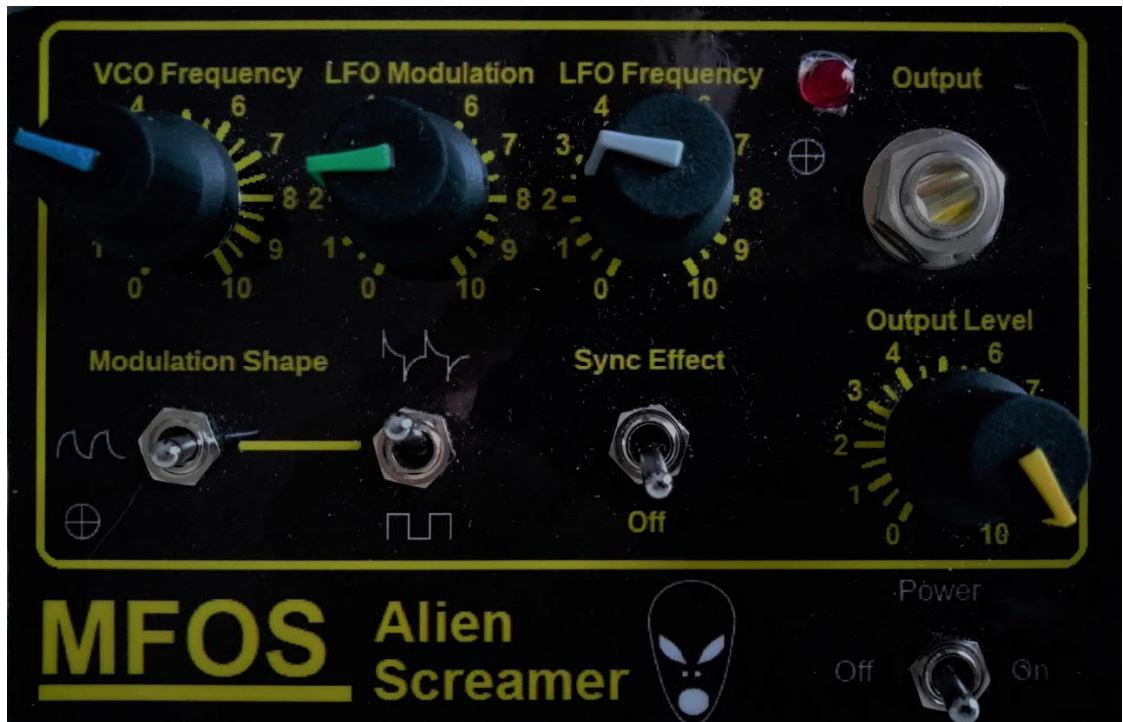 VCO Frequency
LFO Modulation
LFO Frequency
Output
4 6 7 8 9 10 0 1
6 7 8 9 10 0 1 2
4 3 2 1 0 10 9 8 7
Output Level
4 6
3 7
2
1
0 10
Modulation Shape
Sync Effect
Off
Power
Off On
MFOS
Alien
Screamer